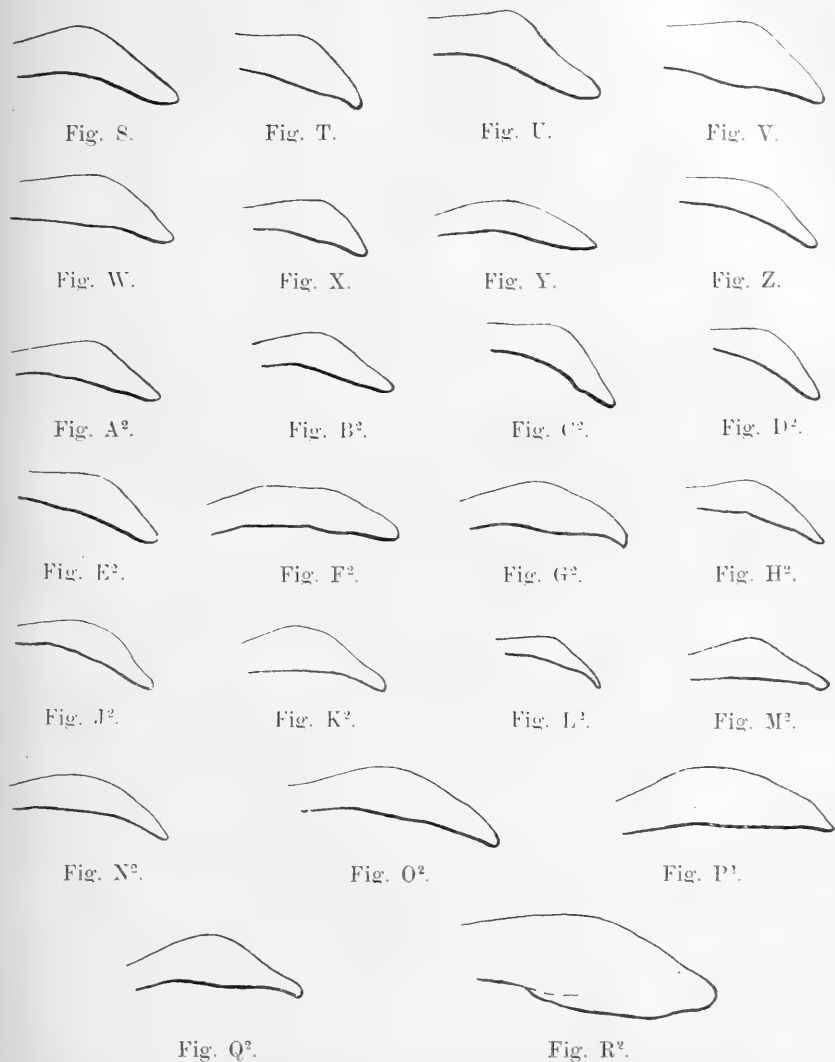 Fig. S. Fig. T. Fig. U. Fig. V.
Fig. W. Fig. X. Fig. Y. Fig. Z.
Fig. A². Fig. B². Fig. C². Fig. D².
Fig. E². Fig. F². Fig. G². Fig. H².
Fig. J². Fig. K². Fig. L². Fig. M².
Fig. N². Fig. O². Fig. P².
Fig. Q². Fig. R².